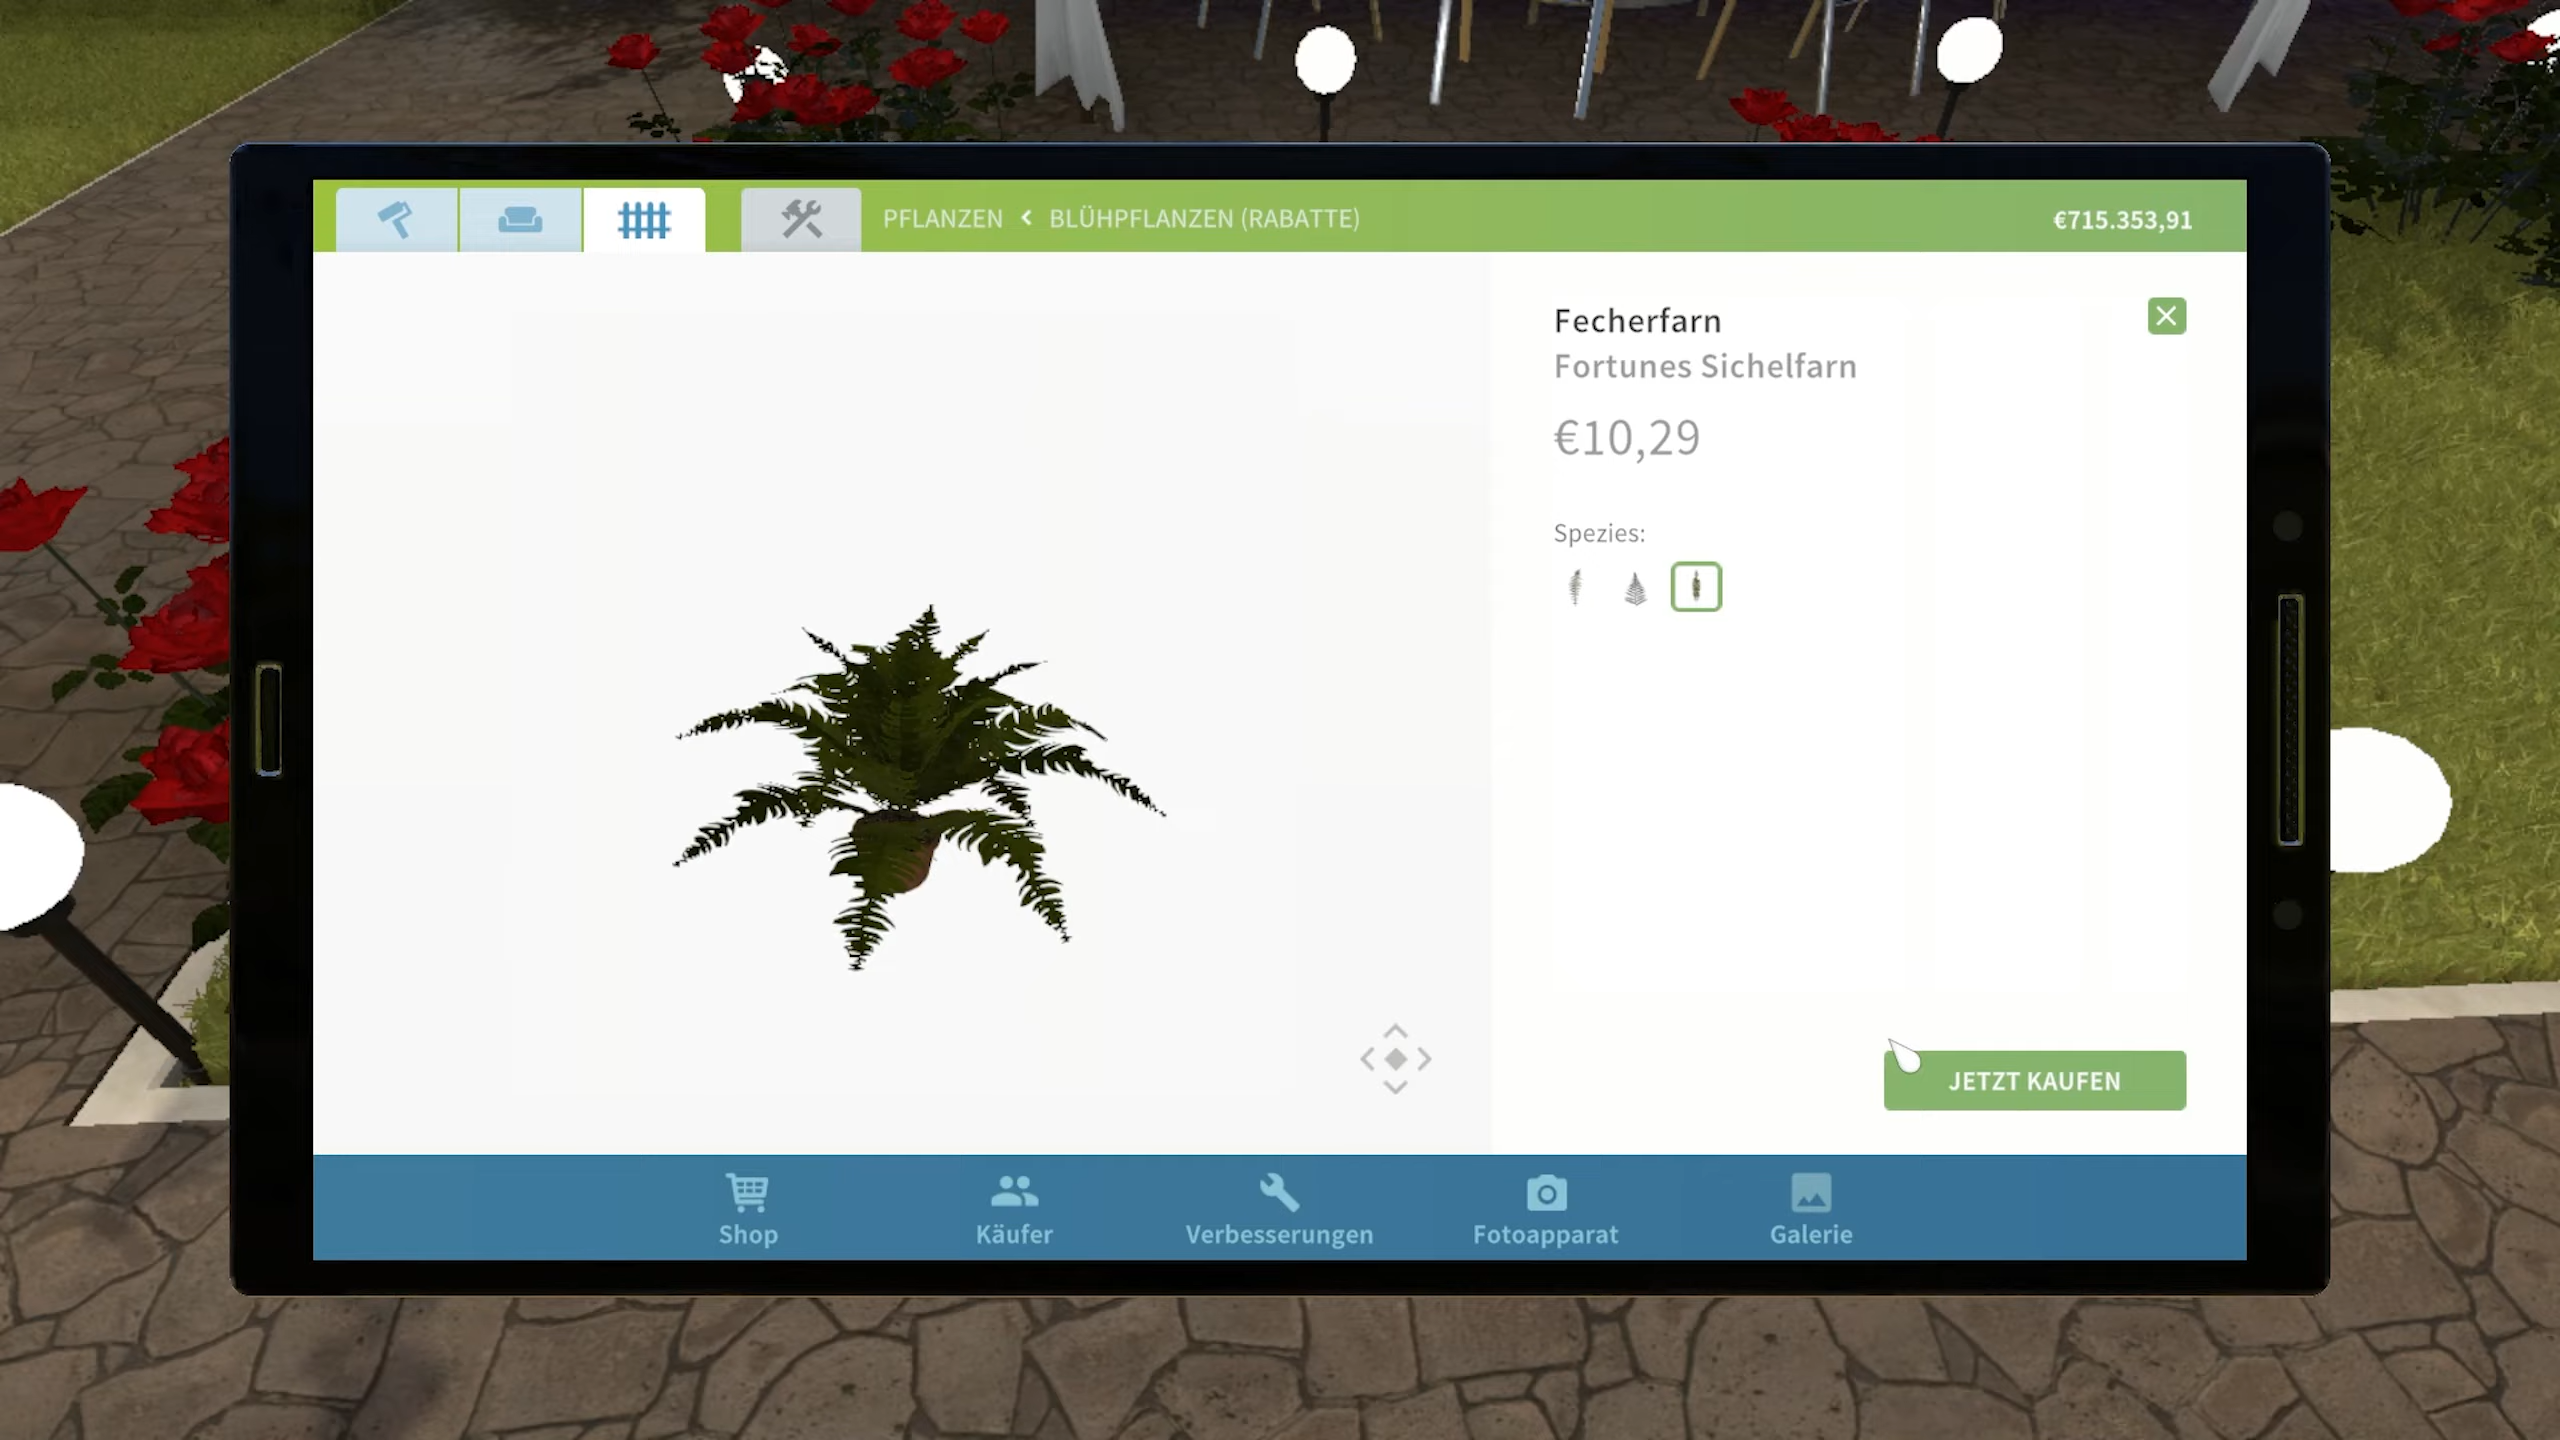 PFLANZEN < BLÜHPFLANZEN (RABATTE)
€715.353,91
Fecherfarn
Fortunes Sichelfarn
€10,29
Spezies:
JETZT KAUFEN
Shop
Käufer
Verbesserungen
Fotoapparat
Galerie